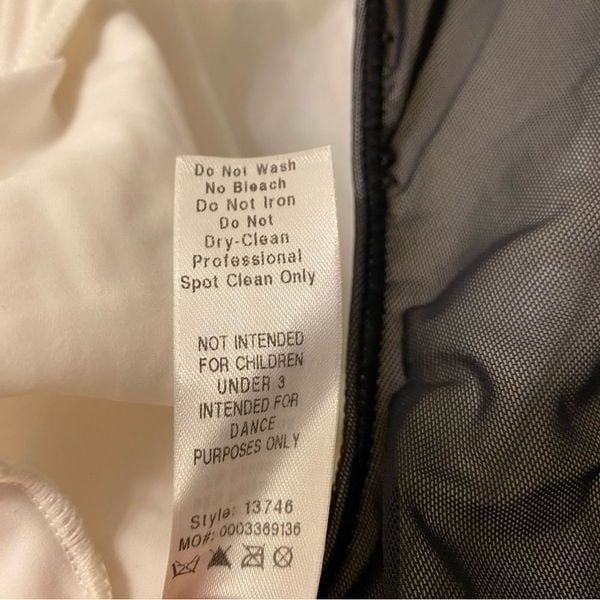 Do Not Wash
No Bleach
Do Not Iron
Do Not
Dry-Clean
Professional
Spot Clean Only
NOT INTENDED
FOR CHILDREN
UNDER 3
INTENDED FOR
DANCE
PURPOSES ONLY
Style: 13746
MO#: 0003369136